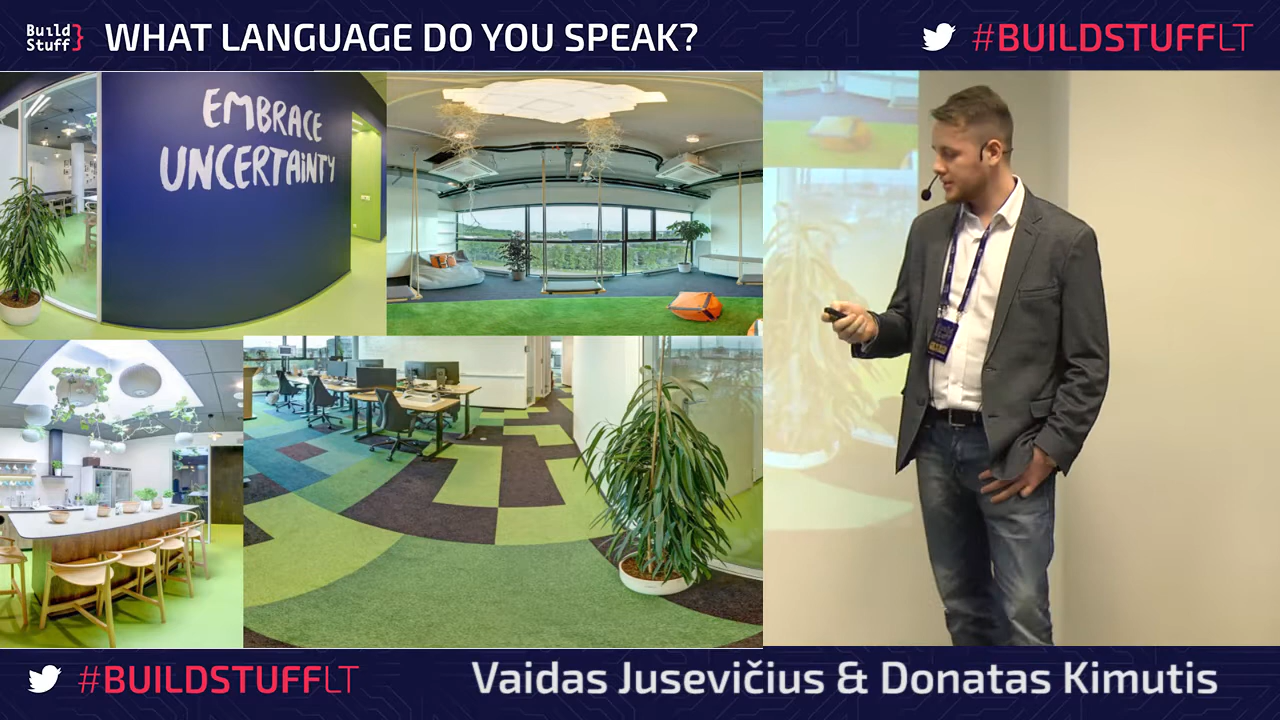 Build
Stuff}
WHAT LANGUAGE DO YOU SPEAK?
#BUILDSTUFFLT
EMBRACE
UNCERTAiNTY
#BUILDSTUFFLT
Vaidas Jusevičius & Donatas Kimutis